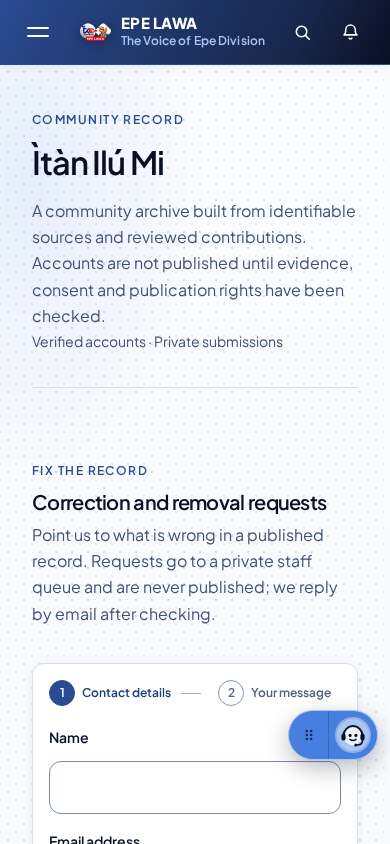 EPE LAWA
The Voice of Epe Division
COMMUNITY RECORD
Ìtàn Ilú Mi
A community archive built from identifiable
sources and reviewed contributions.
Accounts are not published until evidence,
consent and publication rights have been
checked.
Verified accounts · Private submissions
FIX THE RECORD
Correction and removal requests
Point us to what is wrong in a published
record. Requests go to a private staff
queue and are never published; we reply
by email after checking.
1 Contact details 2 Your message
Name
Email address